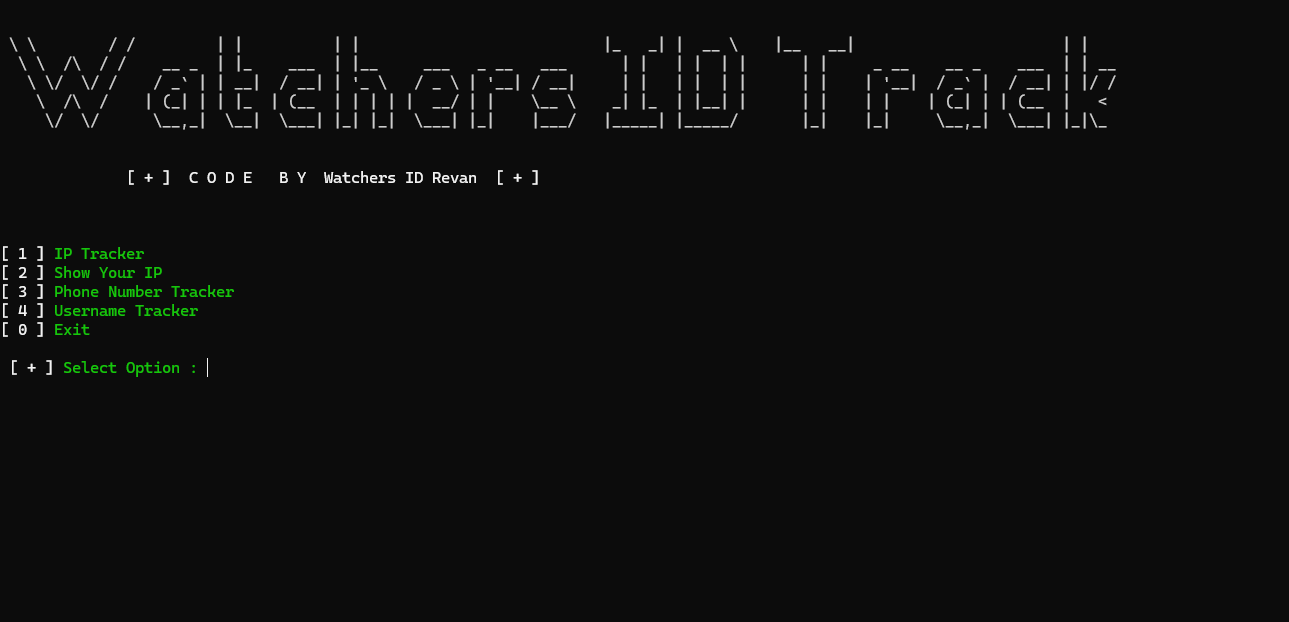 Watchers ID Track
[ + ] C O D E B Y Watchers ID Revan [ + ]
[ 1 ] IP Tracker
[ 2 ] Show Your IP
[ 3 ] Phone Number Tracker
[ 4 ] Username Tracker
[ 0 ] Exit
[ + ] Select Option :